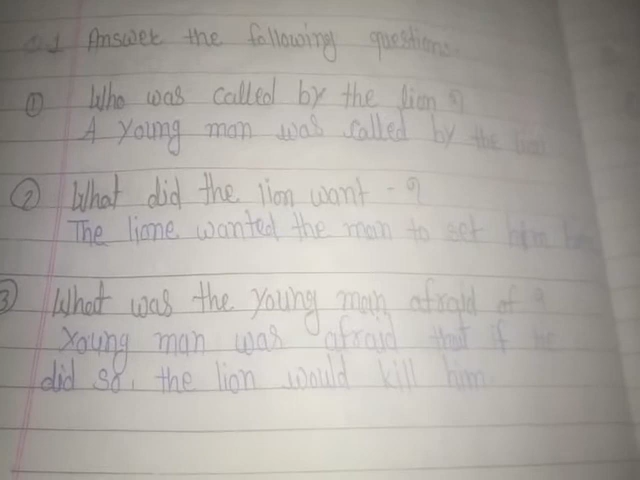 Q.1 Answer the following questions.
① Who was called by the lion ?
A young man was called by the lion
② What did the lion want - ?
The lione wanted the man to set him
③ What was the young man afraid of ?
Young man was afraid that if he
did so, the lion would kill him.